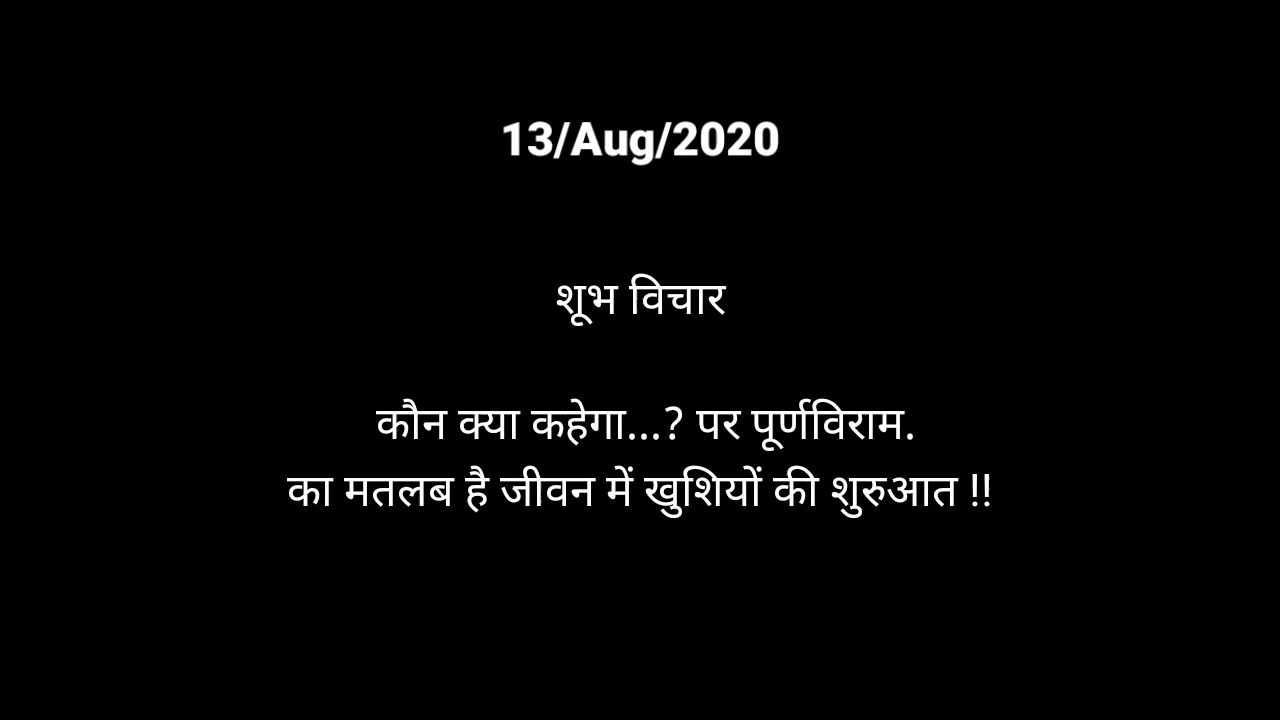 13/Aug/2020
शूभ विचार
कौन क्या कहेगा...? पर पूर्णविराम.
का मतलब है जीवन में खुशियों की शुरुआत !!